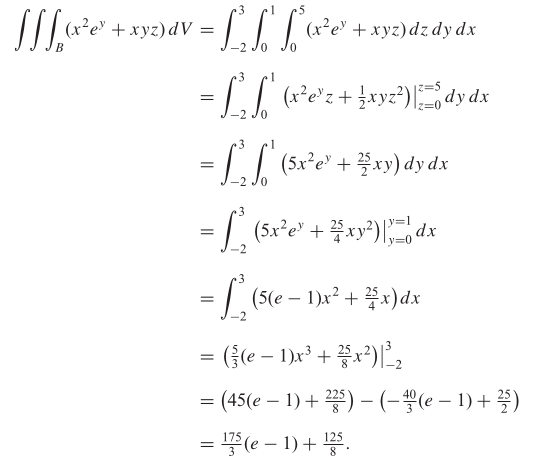 ∭_B (x²e^y + xyz) dV = ∫_{−2}^{3} ∫_0^1 ∫_0^5 (x²e^y + xyz) dz dy dx
= ∫_{−2}^{3} ∫_0^1 (x²e^y z + ½xyz²)|_{z=0}^{z=5} dy dx
= ∫_{−2}^{3} ∫_0^1 (5x²e^y + 25/2 xy) dy dx
= ∫_{−2}^{3} (5x²e^y + 25/4 xy²)|_{y=0}^{y=1} dx
= ∫_{−2}^{3} (5(e − 1)x² + 25/4 x) dx
= (5/3 (e − 1)x³ + 25/8 x²)|_{−2}^{3}
= (45(e − 1) + 225/8) − (−40/3 (e − 1) + 25/2)
= 175/3 (e − 1) + 125/8.